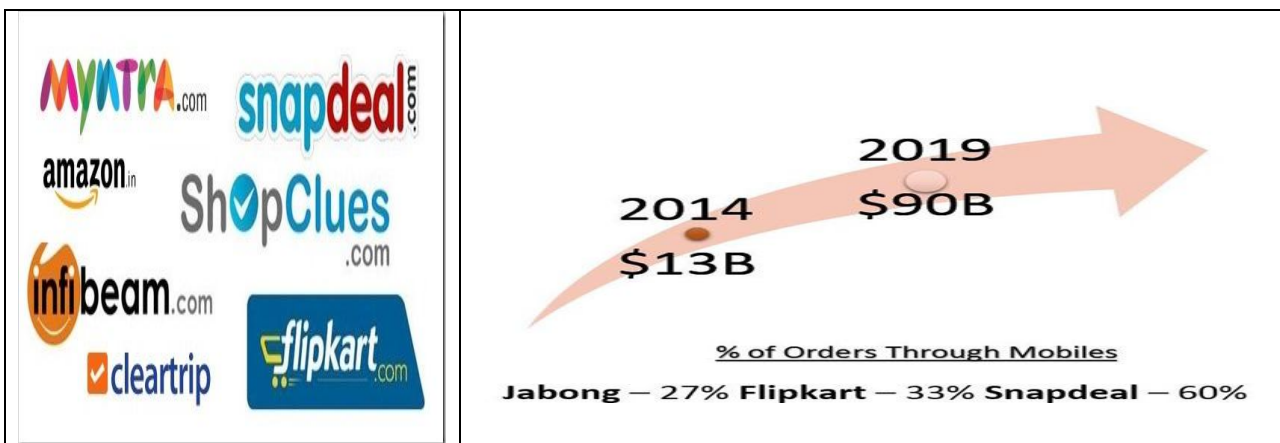 MYNTRA.com
snapdeal.com
amazon.in
ShopClues
.com
infibeam.com
flipkart.com
cleartrip
2014
$13B
2019
$90B
% of Orders Through Mobiles
Jabong – 27% Flipkart – 33% Snapdeal – 60%